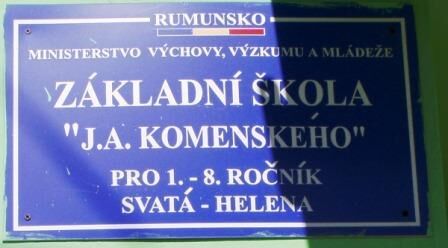 RUMUNSKO
MINISTERSTVO VÝCHOVY, VÝZKUMU A MLÁDEŽE
ZÁKLADNÍ ŠKOLA
"J.A. KOMENSKÉHO"
PRO 1. - 8. ROČNÍK
SVATÁ - HELENA